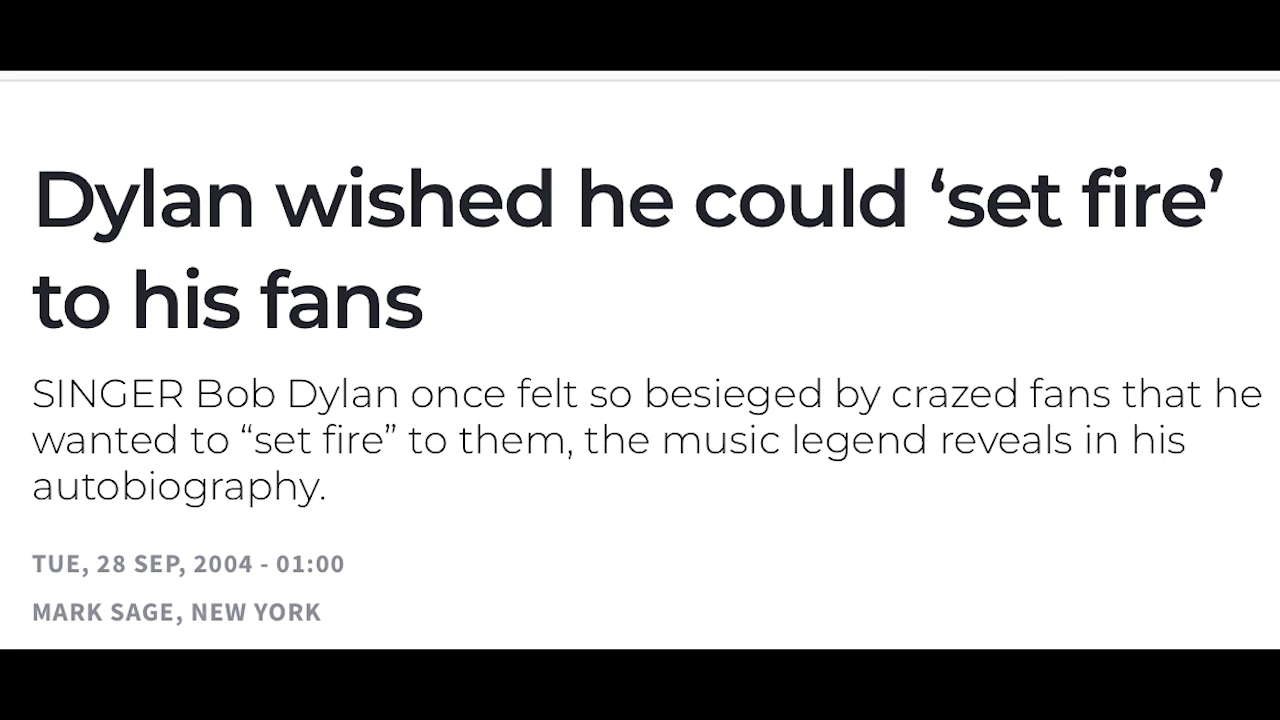 Dylan wished he could ‘set fire’
to his fans
SINGER Bob Dylan once felt so besieged by crazed fans that he
wanted to “set fire” to them, the music legend reveals in his
autobiography.
TUE, 28 SEP, 2004 - 01:00
MARK SAGE, NEW YORK